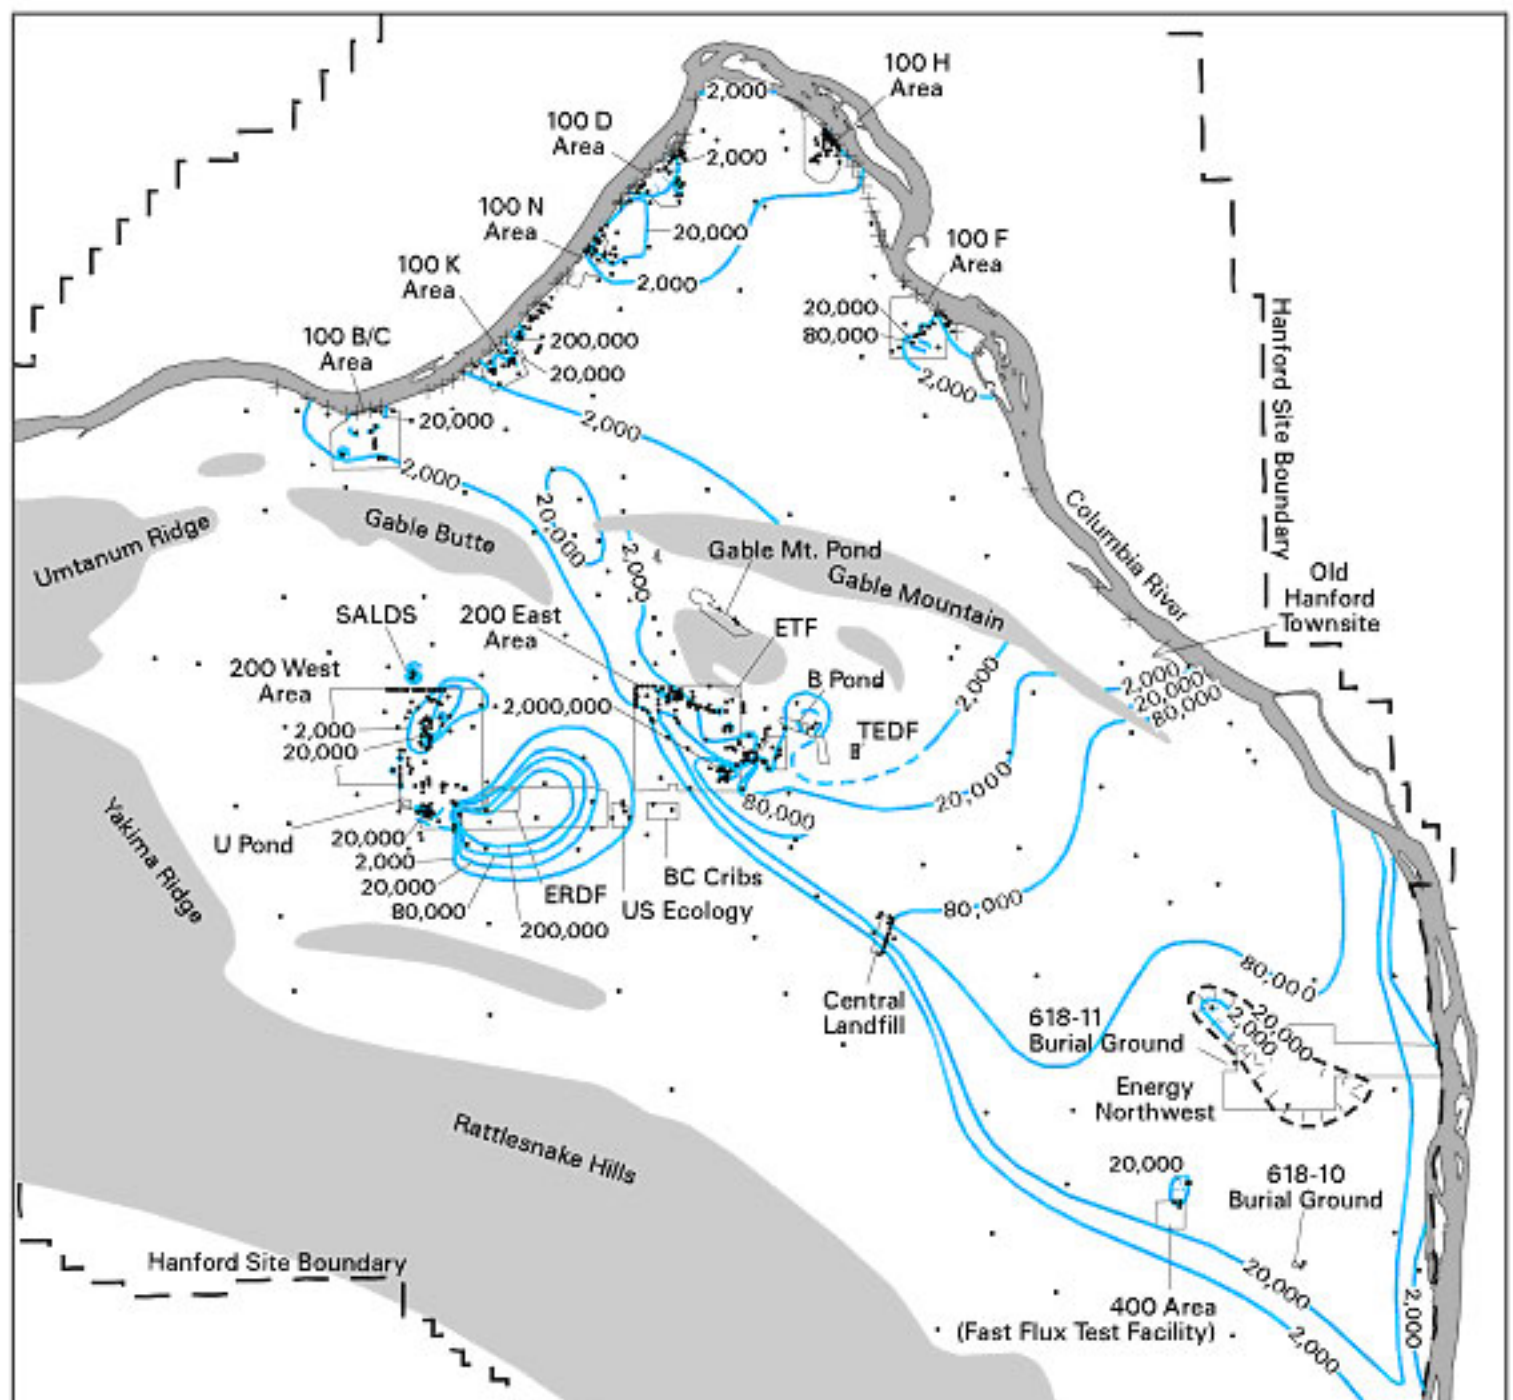 100 H
Area
2,000
100 D
Area
2,000
100 N
Area
20,000
100 F
Area
100 K
Area
2,000
20,000
80,000
100 B/C
Area
200,000
20,000
2,000
20,000
2,000
2,000
Hanford Site Boundary
Columbia River
Umtanum Ridge
Gable Butte
20,000
2,000
Gable Mt. Pond
Gable Mountain
Old
Hanford
Townsite
SALDS
200 East
Area
ETF
200 West
Area
B Pond
2,000
2,000
20,000
80,000
2,000,000
2,000
20,000
TEDF
Yakima Ridge
20,000
80,000
U Pond
20,000
2,000
20,000
80,000
200,000
ERDF
BC Cribs
US Ecology
80,000
Central
Landfill
80,000
618-11
Burial Ground
20,000
2,000
Energy
Northwest
Rattlesnake Hills
20,000
618-10
Burial Ground
Hanford Site Boundary
20,000
400 Area
(Fast Flux Test Facility)
2,000
2,000